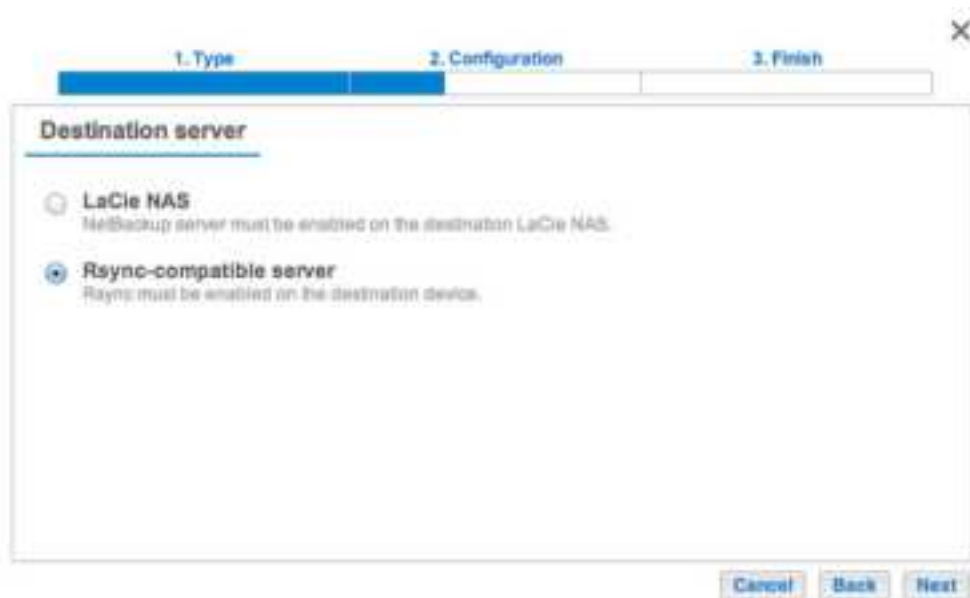 1. Type
2. Configuration
3. Finish
Destination server
LaCie NAS
NetBackup server must be enabled on the destination LaCie NAS.
Rsync-compatible server
Rsync must be enabled on the destination device.
Cancel
Back
Next